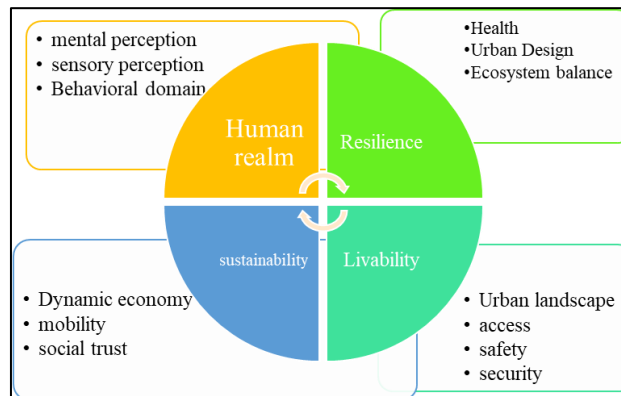 • mental perception
• sensory perception
• Behavioral domain
•Health
•Urban Design
•Ecosystem balance
Human
realm
Resilience
sustainability
Livability
• Dynamic economy
• mobility
• social trust
• Urban landscape
• access
• safety
• security